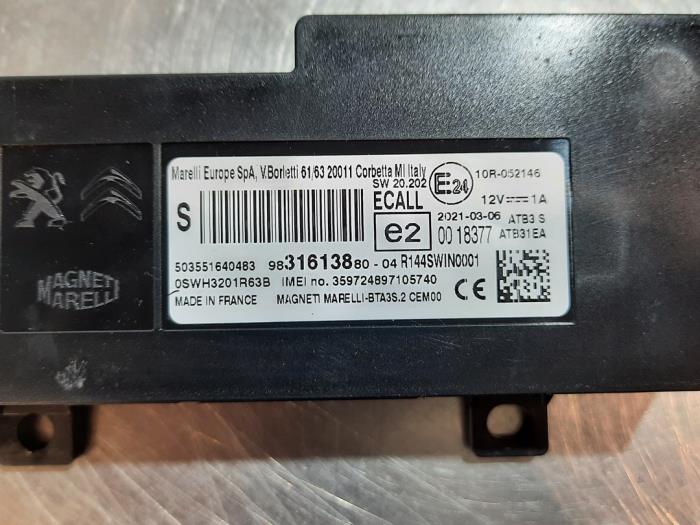 Marelli Europe SpA, V.Borletti 61/63 20011 Corbetta MI Italy
SW 20.202
S
ECALL
E24
10R-052146
12V 1A
e2
2021-03-06 ATB3 S
00 18377 ATB31EA
503551640483 9831613880-04 R144SWIN0001
0SWH3201R63B IMEI no. 359724897105740
MADE IN FRANCE MAGNETI MARELLI-BTA3S.2 CEM00
CE
MAGNETI
MARELLI